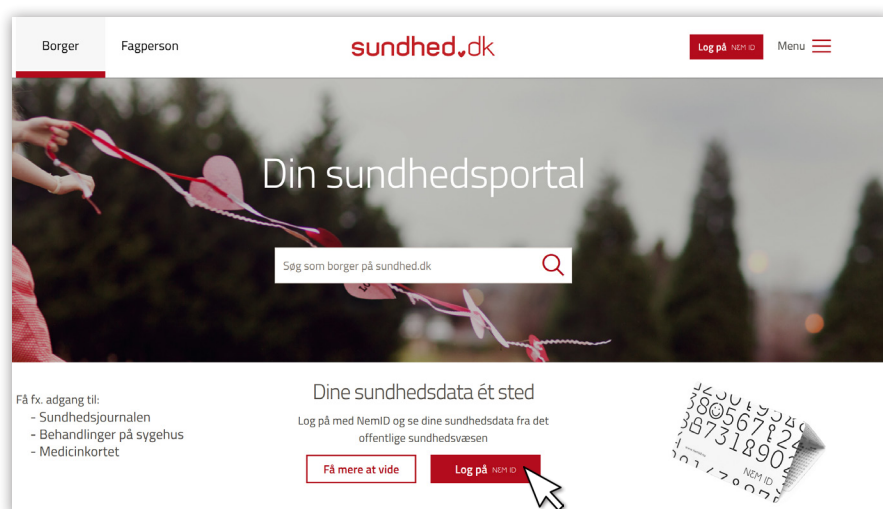 Borger
Fagperson
sundhed.dk
Log på NEM ID
Menu
Din sundhedsportal
Søg som borger på sundhed.dk
Få fx. adgang til:
- Sundhedsjournalen
- Behandlinger på sygehus
- Medicinkortet
Dine sundhedsdata ét sted
Log på med NemID og se dine sundhedsdata fra det
offentlige sundhedsvæsen
Få mere at vide
Log på NEM ID
NEM ID